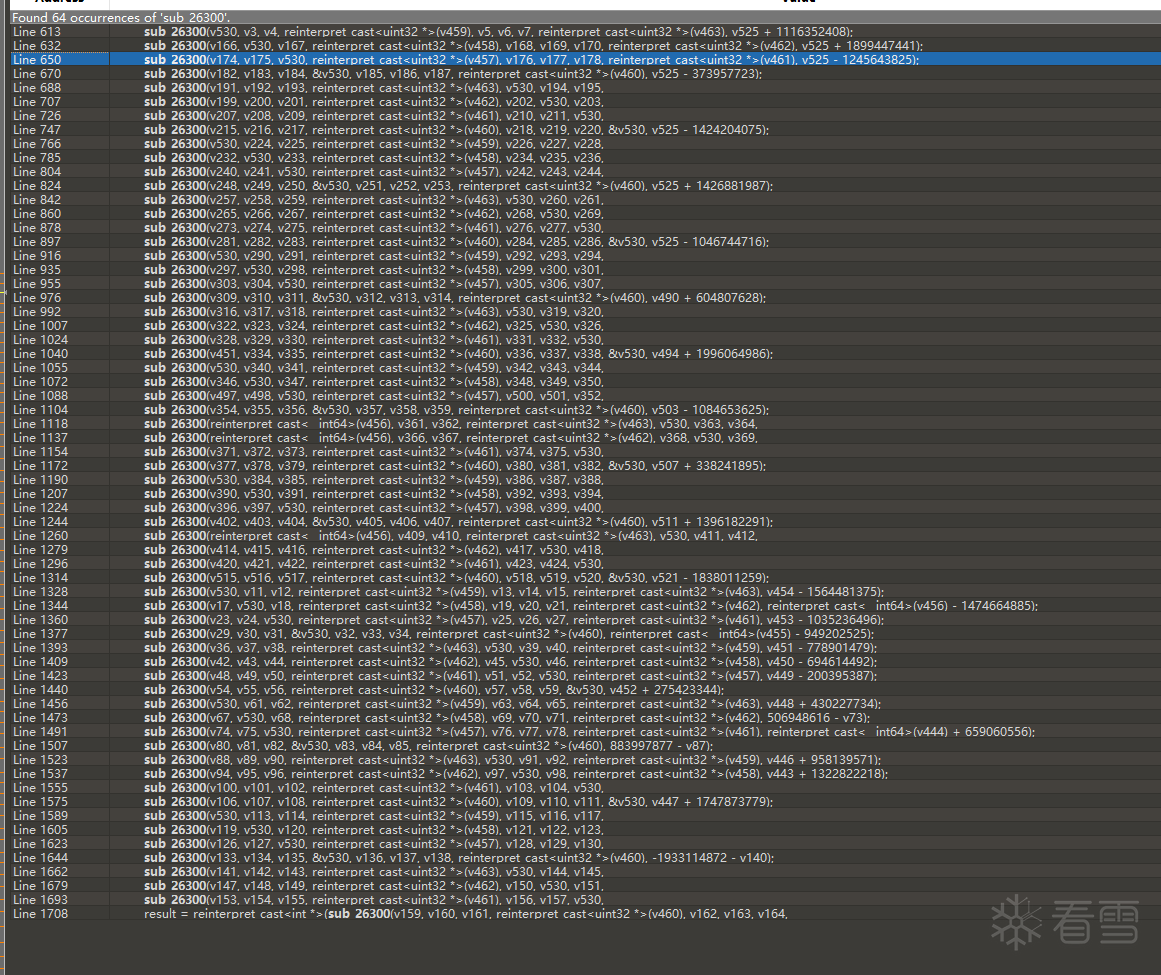 Found 64 occurrences of 'sub 26300'.
Line 613 sub 26300(v530, v3, v4, reinterpret cast<uint32 *>(v459), v5, v6, v7, reinterpret cast<uint32 *>(v463), v525 + 1116352408);
Line 632 sub 26300(v166, v530, v167, reinterpret cast<uint32 *>(v458), v168, v169, v170, reinterpret cast<uint32 *>(v462), v525 + 1899447441);
Line 650 sub 26300(v174, v175, v530, reinterpret cast<uint32 *>(v457), v176, v177, v178, reinterpret cast<uint32 *>(v461), v525 - 1245643825);
Line 670 sub 26300(v182, v183, v184, &v530, v185, v186, v187, reinterpret cast<uint32 *>(v460), v525 - 373957723);
Line 688 sub 26300(v191, v192, v193, reinterpret cast<uint32 *>(v463), v530, v194, v195,
Line 707 sub 26300(v199, v200, v201, reinterpret cast<uint32 *>(v462), v202, v530, v203,
Line 726 sub 26300(v207, v208, v209, reinterpret cast<uint32 *>(v461), v210, v211, v530,
Line 747 sub 26300(v215, v216, v217, reinterpret cast<uint32 *>(v460), v218, v219, v220, &v530, v525 - 1424204075);
Line 766 sub 26300(v530, v224, v225, reinterpret cast<uint32 *>(v459), v226, v227, v228,
Line 785 sub 26300(v232, v530, v233, reinterpret cast<uint32 *>(v458), v234, v235, v236,
Line 804 sub 26300(v240, v241, v530, reinterpret cast<uint32 *>(v457), v242, v243, v244,
Line 824 sub 26300(v248, v249, v250, &v530, v251, v252, v253, reinterpret cast<uint32 *>(v460), v525 + 1426881987);
Line 842 sub 26300(v257, v258, v259, reinterpret cast<uint32 *>(v463), v530, v260, v261,
Line 860 sub 26300(v265, v266, v267, reinterpret cast<uint32 *>(v462), v268, v530, v269,
Line 878 sub 26300(v273, v274, v275, reinterpret cast<uint32 *>(v461), v276, v277, v530,
Line 897 sub 26300(v281, v282, v283, reinterpret cast<uint32 *>(v460), v284, v285, v286, &v530, v525 - 1046744716);
Line 916 sub 26300(v530, v290, v291, reinterpret cast<uint32 *>(v459), v292, v293, v294,
Line 935 sub 26300(v297, v530, v298, reinterpret cast<uint32 *>(v458), v299, v300, v301,
Line 955 sub 26300(v303, v304, v530, reinterpret cast<uint32 *>(v457), v305, v306, v307,
Line 976 sub 26300(v309, v310, v311, &v530, v312, v313, v314, reinterpret cast<uint32 *>(v460), v490 + 604807628);
Line 992 sub 26300(v316, v317, v318, reinterpret cast<uint32 *>(v463), v530, v319, v320,
Line 1007 sub 26300(v322, v323, v324, reinterpret cast<uint32 *>(v462), v325, v530, v326,
Line 1024 sub 26300(v328, v329, v330, reinterpret cast<uint32 *>(v461), v331, v332, v530,
Line 1040 sub 26300(v451, v334, v335, reinterpret cast<uint32 *>(v460), v336, v337, v338, &v530, v494 + 1996064986);
Line 1055 sub 26300(v530, v340, v341, reinterpret cast<uint32 *>(v459), v342, v343, v344,
Line 1072 sub 26300(v346, v530, v347, reinterpret cast<uint32 *>(v458), v348, v349, v350,
Line 1088 sub 26300(v497, v498, v530, reinterpret cast<uint32 *>(v457), v500, v501, v352,
Line 1104 sub 26300(v354, v355, v356, &v530, v357, v358, v359, reinterpret cast<uint32 *>(v460), v503 - 1084653625);
Line 1118 sub 26300(reinterpret cast< int64>(v456), v361, v362, reinterpret cast<uint32 *>(v463), v530, v363, v364,
Line 1137 sub 26300(reinterpret cast< int64>(v456), v366, v367, reinterpret cast<uint32 *>(v462), v368, v530, v369,
Line 1154 sub 26300(v371, v372, v373, reinterpret cast<uint32 *>(v461), v374, v375, v530,
Line 1172 sub 26300(v377, v378, v379, reinterpret cast<uint32 *>(v460), v380, v381, v382, &v530, v507 + 338241895);
Line 1190 sub 26300(v530, v384, v385, reinterpret cast<uint32 *>(v459), v386, v387, v388,
Line 1207 sub 26300(v390, v530, v391, reinterpret cast<uint32 *>(v458), v392, v393, v394,
Line 1224 sub 26300(v396, v397, v530, reinterpret cast<uint32 *>(v457), v398, v399, v400,
Line 1244 sub 26300(v402, v403, v404, &v530, v405, v406, v407, reinterpret cast<uint32 *>(v460), v511 + 1396182291);
Line 1260 sub 26300(reinterpret cast< int64>(v456), v409, v410, reinterpret cast<uint32 *>(v463), v530, v411, v412,
Line 1279 sub 26300(v414, v415, v416, reinterpret cast<uint32 *>(v462), v417, v530, v418,
Line 1296 sub 26300(v420, v421, v422, reinterpret cast<uint32 *>(v461), v423, v424, v530,
Line 1314 sub 26300(v515, v516, v517, reinterpret cast<uint32 *>(v460), v518, v519, v520, &v530, v521 - 1838011259);
Line 1328 sub 26300(v530, v11, v12, reinterpret cast<uint32 *>(v459), v13, v14, v15, reinterpret cast<uint32 *>(v463), v454 - 1564481375);
Line 1344 sub 26300(v17, v530, v18, reinterpret cast<uint32 *>(v458), v19, v20, v21, reinterpret cast<uint32 *>(v462), reinterpret cast< int64>(v456) - 1474664885);
Line 1360 sub 26300(v23, v24, v530, reinterpret cast<uint32 *>(v457), v25, v26, v27, reinterpret cast<uint32 *>(v461), v453 - 1035236496);
Line 1377 sub 26300(v29, v30, v31, &v530, v32, v33, v34, reinterpret cast<uint32 *>(v460), reinterpret cast< int64>(v455) - 949202525);
Line 1393 sub 26300(v36, v37, v38, reinterpret cast<uint32 *>(v463), v530, v39, v40, reinterpret cast<uint32 *>(v459), v451 - 778901479);
Line 1409 sub 26300(v42, v43, v44, reinterpret cast<uint32 *>(v462), v45, v530, v46, reinterpret cast<uint32 *>(v458), v450 - 694614492);
Line 1423 sub 26300(v48, v49, v50, reinterpret cast<uint32 *>(v461), v51, v52, v530, reinterpret cast<uint32 *>(v457), v449 - 200395387);
Line 1440 sub 26300(v54, v55, v56, reinterpret cast<uint32 *>(v460), v57, v58, v59, &v530, v452 + 275423344);
Line 1456 sub 26300(v530, v61, v62, reinterpret cast<uint32 *>(v459), v63, v64, v65, reinterpret cast<uint32 *>(v463), v448 + 430227734);
Line 1473 sub 26300(v67, v530, v68, reinterpret cast<uint32 *>(v458), v69, v70, v71, reinterpret cast<uint32 *>(v462), 506948616 - v73);
Line 1491 sub 26300(v74, v75, v530, reinterpret cast<uint32 *>(v457), v76, v77, v78, reinterpret cast<uint32 *>(v461), reinterpret cast< int64>(v444) + 659060556);
Line 1507 sub 26300(v80, v81, v82, &v530, v83, v84, v85, reinterpret cast<uint32 *>(v460), 883997877 - v87);
Line 1523 sub 26300(v88, v89, v90, reinterpret cast<uint32 *>(v463), v530, v91, v92, reinterpret cast<uint32 *>(v459), v446 + 958139571);
Line 1537 sub 26300(v94, v95, v96, reinterpret cast<uint32 *>(v462), v97, v530, v98, reinterpret cast<uint32 *>(v458), v443 + 1322822218);
Line 1555 sub 26300(v100, v101, v102, reinterpret cast<uint32 *>(v461), v103, v104, v530,
Line 1575 sub 26300(v106, v107, v108, reinterpret cast<uint32 *>(v460), v109, v110, v111, &v530, v447 + 1747873779);
Line 1589 sub 26300(v530, v113, v114, reinterpret cast<uint32 *>(v459), v115, v116, v117,
Line 1605 sub 26300(v119, v530, v120, reinterpret cast<uint32 *>(v458), v121, v122, v123,
Line 1623 sub 26300(v126, v127, v530, reinterpret cast<uint32 *>(v457), v128, v129, v130,
Line 1644 sub 26300(v133, v134, v135, &v530, v136, v137, v138, reinterpret cast<uint32 *>(v460), -1933114872 - v140);
Line 1662 sub 26300(v141, v142, v143, reinterpret cast<uint32 *>(v463), v530, v144, v145,
Line 1679 sub 26300(v147, v148, v149, reinterpret cast<uint32 *>(v462), v150, v530, v151,
Line 1693 sub 26300(v153, v154, v155, reinterpret cast<uint32 *>(v461), v156, v157, v530,
Line 1708 result = reinterpret cast<int *>(sub 26300(v159, v160, v161, reinterpret cast<uint32 *>(v460), v162, v163, v164,
看雪